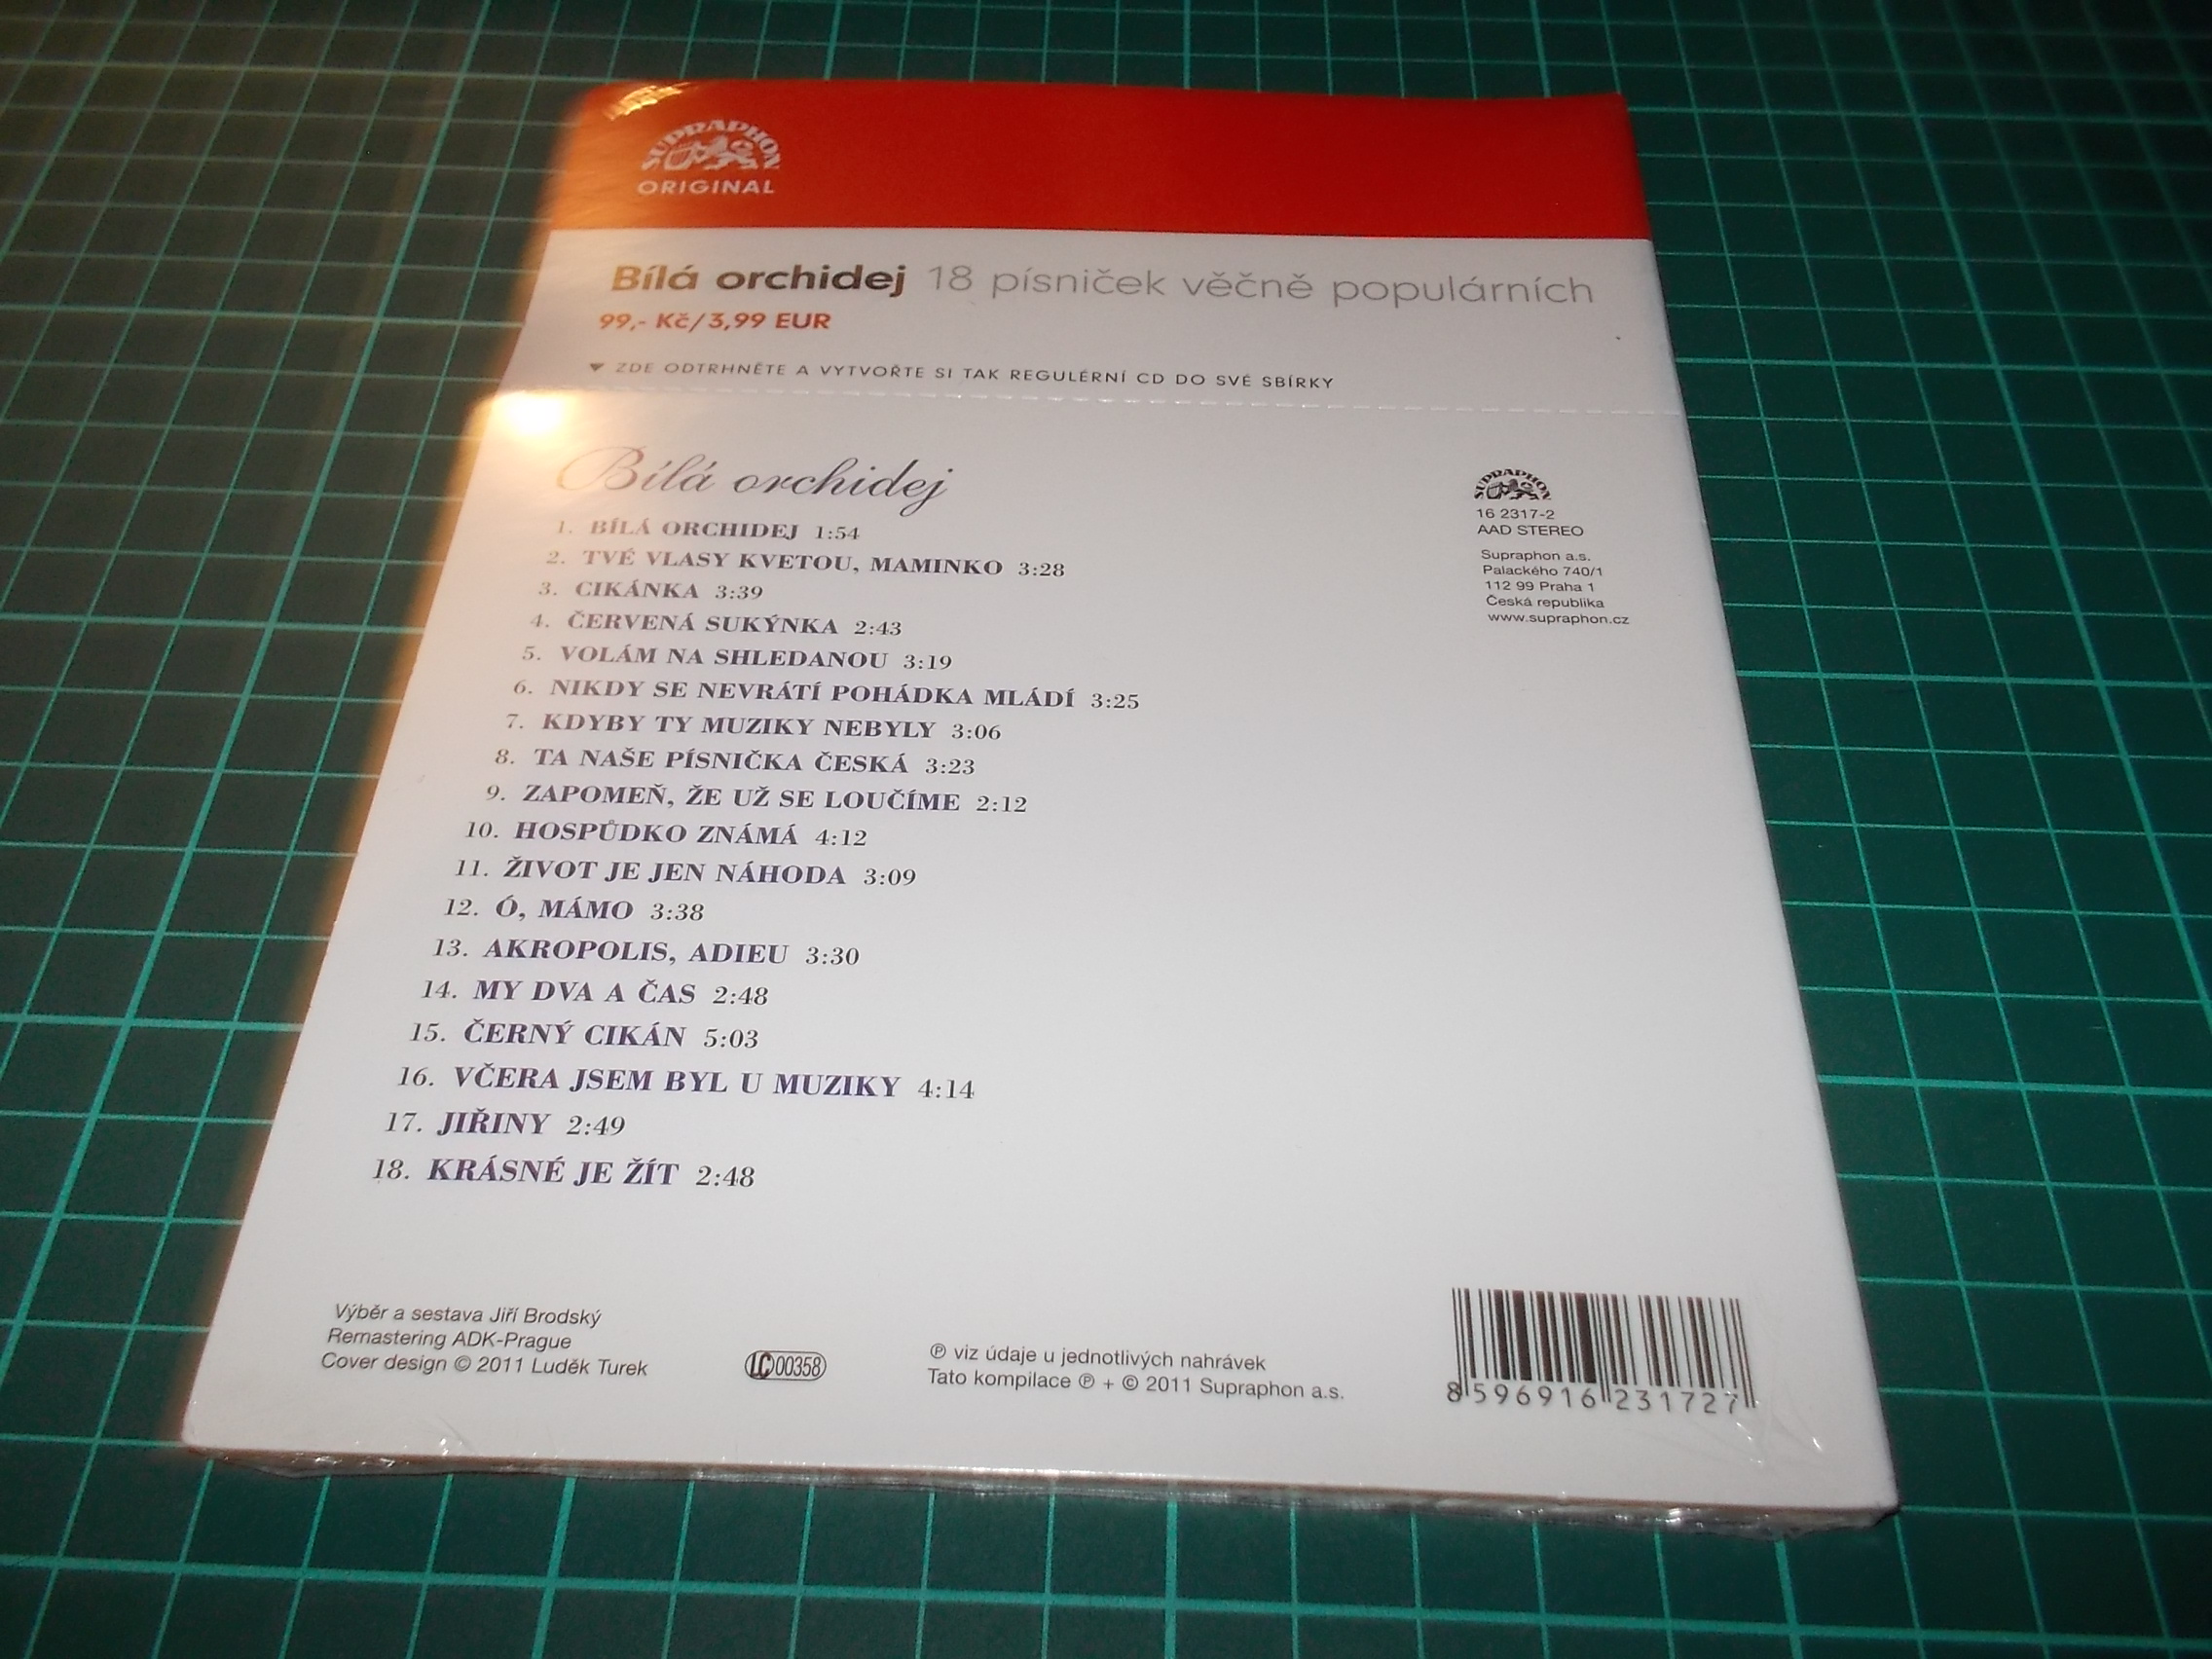 SUPRAPHON
ORIGINAL
Bílá orchidej 18 písniček věčně populárních
99,- Kč/3,99 EUR
▼ ZDE ODTRHNĚTE A VYTVOŘTE SI TAK REGULÉRNÍ CD DO SVÉ SBÍRKY
Bílá orchidej
1. BÍLÁ ORCHIDEJ 1:54
2. TVÉ VLASY KVETOU, MAMINKO 3:28
3. CIKÁNKA 3:39
4. ČERVENÁ SUKÝNKA 2:43
5. VOLÁM NA SHLEDANOU 3:19
6. NIKDY SE NEVRÁTÍ POHÁDKA MLÁDÍ 3:25
7. KDYBY TY MUZIKY NEBYLY 3:06
8. TA NAŠE PÍSNIČKA ČESKÁ 3:23
9. ZAPOMEŇ, ŽE UŽ SE LOUČÍME 2:12
10. HOSPŮDKO ZNÁMÁ 4:12
11. ŽIVOT JE JEN NÁHODA 3:09
12. Ó, MÁMO 3:38
13. AKROPOLIS, ADIEU 3:30
14. MY DVA A ČAS 2:48
15. ČERNÝ CIKÁN 5:03
16. VČERA JSEM BYL U MUZIKY 4:14
17. JIŘINY 2:49
18. KRÁSNÉ JE ŽÍT 2:48
SUPRAPHON
16 2317-2
AAD STEREO
Supraphon a.s.
Palackého 740/1
112 99 Praha 1
Česká republika
www.supraphon.cz
Výběr a sestava Jiří Brodský
Remastering ADK-Prague
Cover design © 2011 Luděk Turek
LC 00358
℗ viz údaje u jednotlivých nahrávek
Tato kompilace ℗ + © 2011 Supraphon a.s.
8 596916 231727